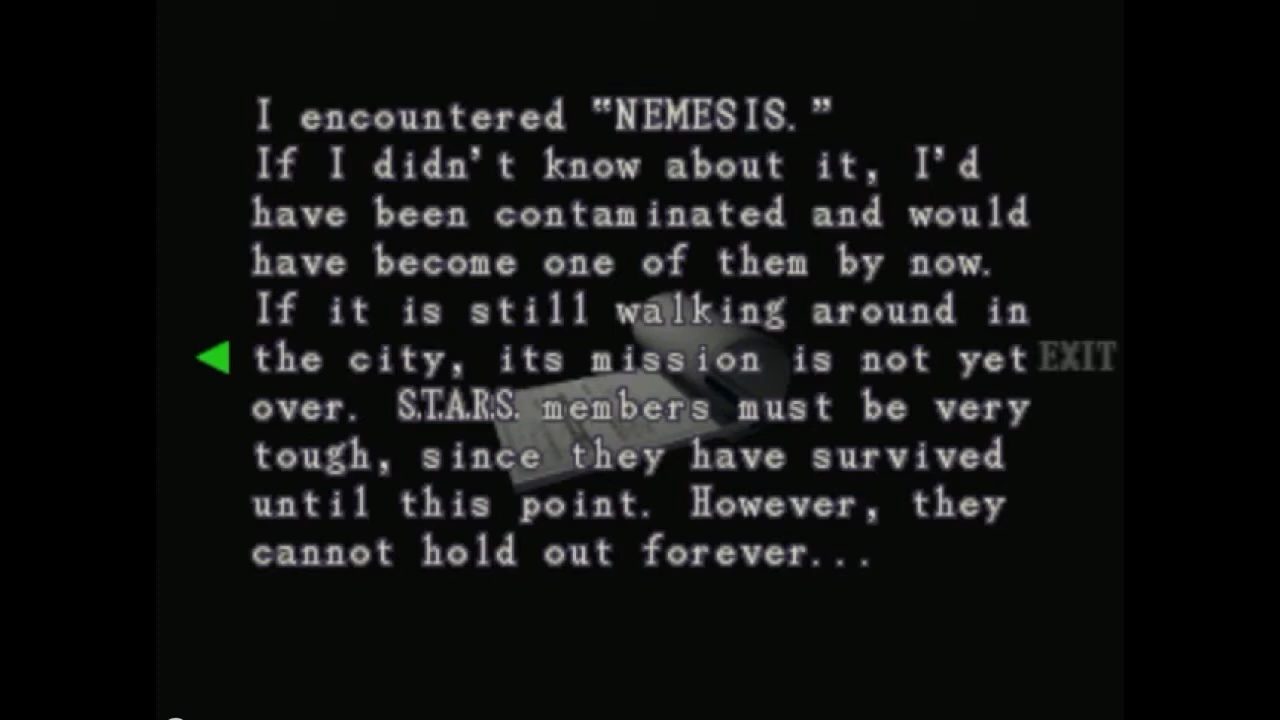 I encountered “NEMESIS.”
If I didn’t know about it, I’d
have been contaminated and would
have become one of them by now.
If it is still walking around in
the city, its mission is not yet
EXIT
over. S.T.A.R.S. members must be very
tough, since they have survived
until this point. However, they
cannot hold out forever...